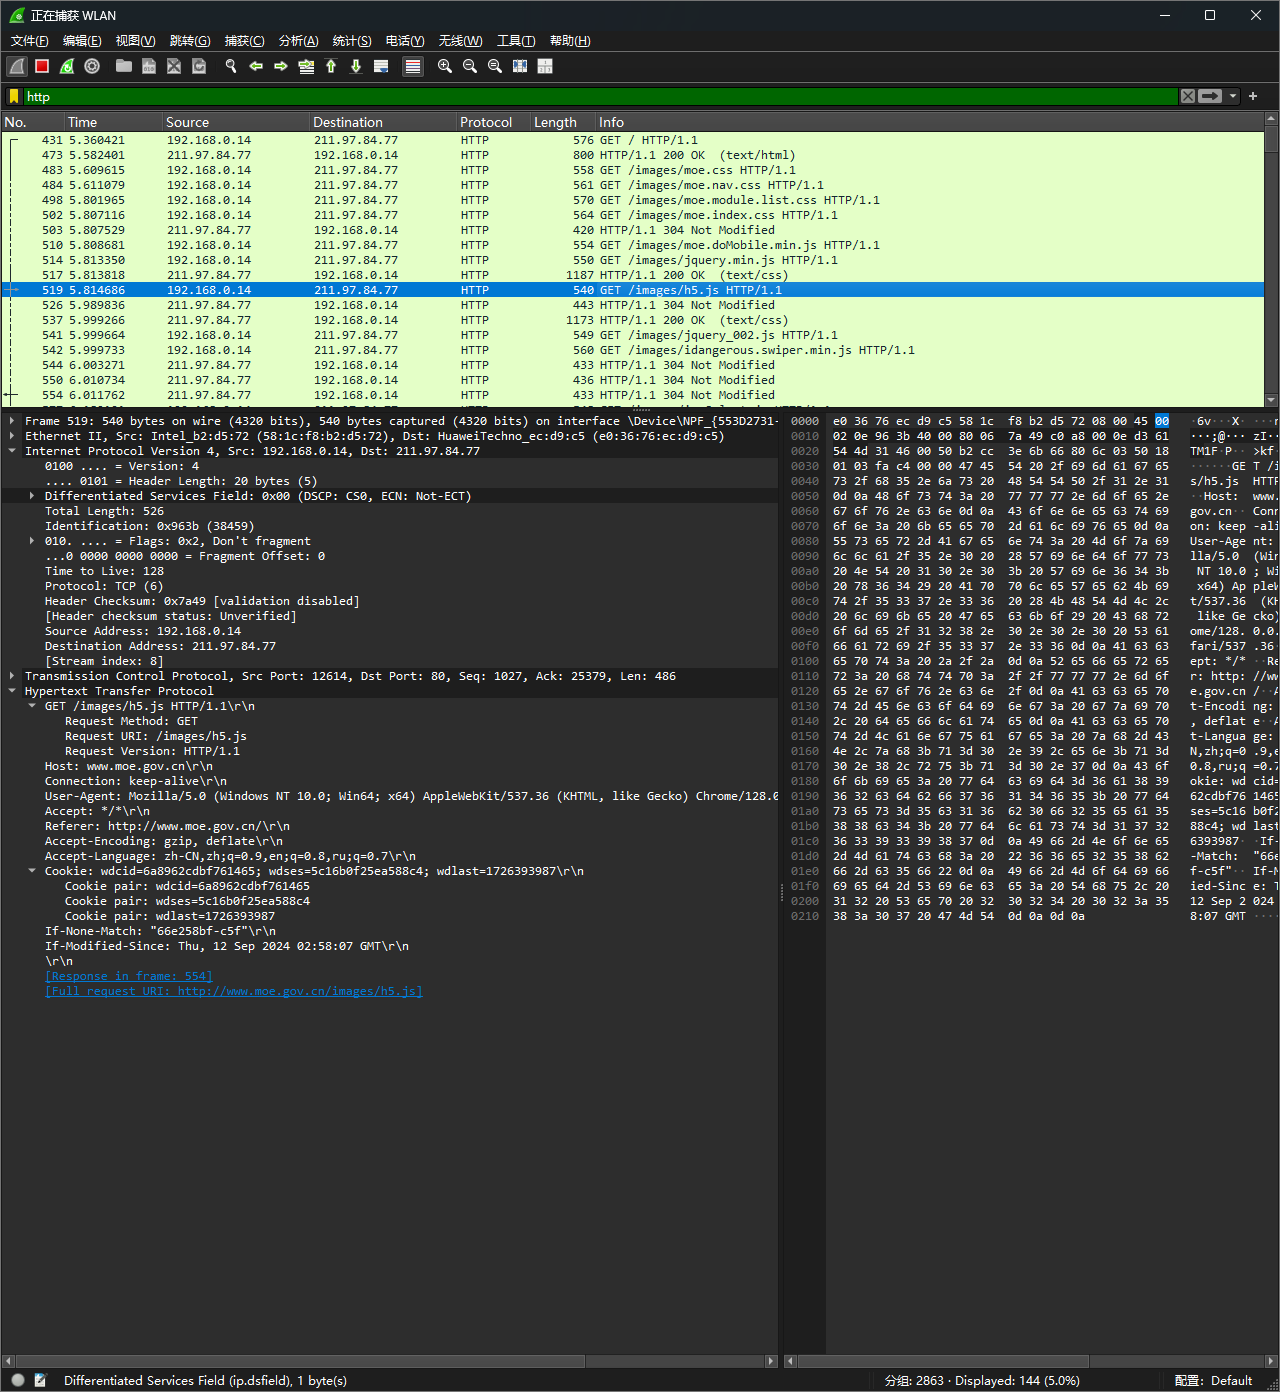 正在捕获 WLAN
文件(F) 编辑(E) 视图(V) 跳转(G) 捕获(C) 分析(A) 统计(S) 电话(Y) 无线(W) 工具(T) 帮助(H)
http
No. Time Source Destination Protocol Length Info
431 5.360421 192.168.0.14 211.97.84.77 HTTP 576 GET / HTTP/1.1
473 5.582401 211.97.84.77 192.168.0.14 HTTP 800 HTTP/1.1 200 OK (text/html)
483 5.609615 192.168.0.14 211.97.84.77 HTTP 558 GET /images/moe.css HTTP/1.1
484 5.611079 192.168.0.14 211.97.84.77 HTTP 561 GET /images/moe.nav.css HTTP/1.1
498 5.801965 192.168.0.14 211.97.84.77 HTTP 570 GET /images/moe.module.list.css HTTP/1.1
502 5.807116 192.168.0.14 211.97.84.77 HTTP 564 GET /images/moe.index.css HTTP/1.1
503 5.807529 211.97.84.77 192.168.0.14 HTTP 420 HTTP/1.1 304 Not Modified
510 5.808681 192.168.0.14 211.97.84.77 HTTP 554 GET /images/moe.doMobile.min.js HTTP/1.1
514 5.813350 192.168.0.14 211.97.84.77 HTTP 550 GET /images/jquery.min.js HTTP/1.1
517 5.813818 211.97.84.77 192.168.0.14 HTTP 1187 HTTP/1.1 200 OK (text/css)
519 5.814686 192.168.0.14 211.97.84.77 HTTP 540 GET /images/h5.js HTTP/1.1
526 5.989836 211.97.84.77 192.168.0.14 HTTP 443 HTTP/1.1 304 Not Modified
537 5.999266 211.97.84.77 192.168.0.14 HTTP 1173 HTTP/1.1 200 OK (text/css)
541 5.999664 192.168.0.14 211.97.84.77 HTTP 549 GET /images/jquery_002.js HTTP/1.1
542 5.999733 192.168.0.14 211.97.84.77 HTTP 560 GET /images/idangerous.swiper.min.js HTTP/1.1
544 6.003271 211.97.84.77 192.168.0.14 HTTP 433 HTTP/1.1 304 Not Modified
550 6.010734 211.97.84.77 192.168.0.14 HTTP 436 HTTP/1.1 304 Not Modified
554 6.011762 211.97.84.77 192.168.0.14 HTTP 433 HTTP/1.1 304 Not Modified
Frame 519: 540 bytes on wire (4320 bits), 540 bytes captured (4320 bits) on interface \Device\NPF_{553D2731-
Ethernet II, Src: Intel_b2:d5:72 (58:1c:f8:b2:d5:72), Dst: HuaweiTechno_ec:d9:c5 (e0:36:76:ec:d9:c5)
Internet Protocol Version 4, Src: 192.168.0.14, Dst: 211.97.84.77
0100 .... = Version: 4
.... 0101 = Header Length: 20 bytes (5)
Differentiated Services Field: 0x00 (DSCP: CS0, ECN: Not-ECT)
Total Length: 526
Identification: 0x963b (38459)
010. .... = Flags: 0x2, Don't fragment
...0 0000 0000 0000 = Fragment Offset: 0
Time to Live: 128
Protocol: TCP (6)
Header Checksum: 0x7a49 [validation disabled]
[Header checksum status: Unverified]
Source Address: 192.168.0.14
Destination Address: 211.97.84.77
[Stream index: 8]
Transmission Control Protocol, Src Port: 12614, Dst Port: 80, Seq: 1027, Ack: 25379, Len: 486
Hypertext Transfer Protocol
GET /images/h5.js HTTP/1.1\r\n
Request Method: GET
Request URI: /images/h5.js
Request Version: HTTP/1.1
Host: www.moe.gov.cn\r\n
Connection: keep-alive\r\n
User-Agent: Mozilla/5.0 (Windows NT 10.0; Win64; x64) AppleWebKit/537.36 (KHTML, like Gecko) Chrome/128.0
Accept: */*\r\n
Referer: http://www.moe.gov.cn/\r\n
Accept-Encoding: gzip, deflate\r\n
Accept-Language: zh-CN,zh;q=0.9,en;q=0.8,ru;q=0.7\r\n
Cookie: wdcid=6a8962cdbf761465; wdses=5c16b0f25ea588c4; wdlast=1726393987\r\n
Cookie pair: wdcid=6a8962cdbf761465
Cookie pair: wdses=5c16b0f25ea588c4
Cookie pair: wdlast=1726393987
If-None-Match: "66e258bf-c5f"\r\n
If-Modified-Since: Thu, 12 Sep 2024 02:58:07 GMT\r\n
\r\n
[Response in frame: 554]
[Full request URI: http://www.moe.gov.cn/images/h5.js]
0000 e0 36 76 ec d9 c5 58 1c f8 b2 d5 72 08 00 45 00 ·6v···X·
0010 02 0e 96 3b 40 00 80 06 7a 49 c0 a8 00 0e d3 61 ···;@··· zI·
0020 54 4d 31 46 00 50 b2 cc 3e 6b 66 80 6c 03 50 18 TM1F·P·· >kf
0030 01 03 fa c4 00 00 47 45 54 20 2f 69 6d 61 67 65 ······GE T /i
0040 73 2f 68 35 2e 6a 73 20 48 54 54 50 2f 31 2e 31 s/h5.js HTTP
0050 0d 0a 48 6f 73 74 3a 20 77 77 77 2e 6d 6f 65 2e ··Host: www.
0060 67 6f 76 2e 63 6e 0d 0a 43 6f 6e 6e 65 63 74 69 gov.cn·· Conn
0070 6f 6e 3a 20 6b 65 65 70 2d 61 6c 69 76 65 0d 0a on: keep -ali
0080 55 73 65 72 2d 41 67 65 6e 74 3a 20 4d 6f 7a 69 User-Age nt:
0090 6c 6c 61 2f 35 2e 30 20 28 57 69 6e 64 6f 77 73 lla/5.0 (Win
00a0 20 4e 54 20 31 30 2e 30 3b 20 57 69 6e 36 34 3b NT 10.0 ; Wi
00b0 20 78 36 34 29 20 41 70 70 6c 65 57 65 62 4b 69 x64) Ap pleW
00c0 74 2f 35 33 37 2e 33 36 20 28 4b 48 54 4d 4c 2c t/537.36 (KH
00d0 20 6c 69 6b 65 20 47 65 63 6b 6f 29 20 43 68 72 like Ge cko)
00e0 6f 6d 65 2f 31 32 38 2e 30 2e 30 2e 30 20 53 61 ome/128. 0.0.
00f0 66 61 72 69 2f 35 33 37 2e 33 36 0d 0a 41 63 63 fari/537 .36
0100 65 70 74 3a 20 2a 2f 2a 0d 0a 52 65 66 65 72 65 ept: */* ··Re
0110 72 3a 20 68 74 74 70 3a 2f 2f 77 77 77 2e 6d 6f r: http: //ww
0120 65 2e 67 6f 76 2e 63 6e 2f 0d 0a 41 63 63 65 70 e.gov.cn /··A
0130 74 2d 45 6e 63 6f 64 69 6e 67 3a 20 67 7a 69 70 t-Encodi ng:
0140 2c 20 64 65 66 6c 61 74 65 0d 0a 41 63 63 65 70 , deflat e··A
0150 74 2d 4c 61 6e 67 75 61 67 65 3a 20 7a 68 2d 43 t-Langua ge:
0160 4e 2c 7a 68 3b 71 3d 30 2e 39 2c 65 6e 3b 71 3d N,zh;q=0 .9,e
0170 30 2e 38 2c 72 75 3b 71 3d 30 2e 37 0d 0a 43 6f 0.8,ru;q =0.7
0180 6f 6b 69 65 3a 20 77 64 63 69 64 3d 36 61 38 39 okie: wd cid=
0190 36 32 63 64 62 66 37 36 31 34 36 35 3b 20 77 64 62cdbf76 1465
01a0 73 65 73 3d 35 63 31 36 62 30 66 32 35 65 61 35 ses=5c16 b0f2
01b0 38 38 63 34 3b 20 77 64 6c 61 73 74 3d 31 37 32 88c4; wd last
01c0 36 33 39 33 39 38 37 0d 0a 49 66 2d 4e 6f 6e 65 6393987· ·If-
01d0 2d 4d 61 74 63 68 3a 20 22 36 36 65 32 35 38 62 -Match: "66e
01e0 66 2d 63 35 66 22 0d 0a 49 66 2d 4d 6f 64 69 66 f-c5f"·· If-M
01f0 69 65 64 2d 53 69 6e 63 65 3a 20 54 68 75 2c 20 ied-Sinc e: T
0200 31 32 20 53 65 70 20 32 30 32 34 20 30 32 3a 35 12 Sep 2 024
0210 38 3a 30 37 20 47 4d 54 0d 0a 0d 0a 8:07 GMT ····
Differentiated Services Field (ip.dsfield), 1 byte(s)
分组: 2863 · Displayed: 144 (5.0%)
配置: Default